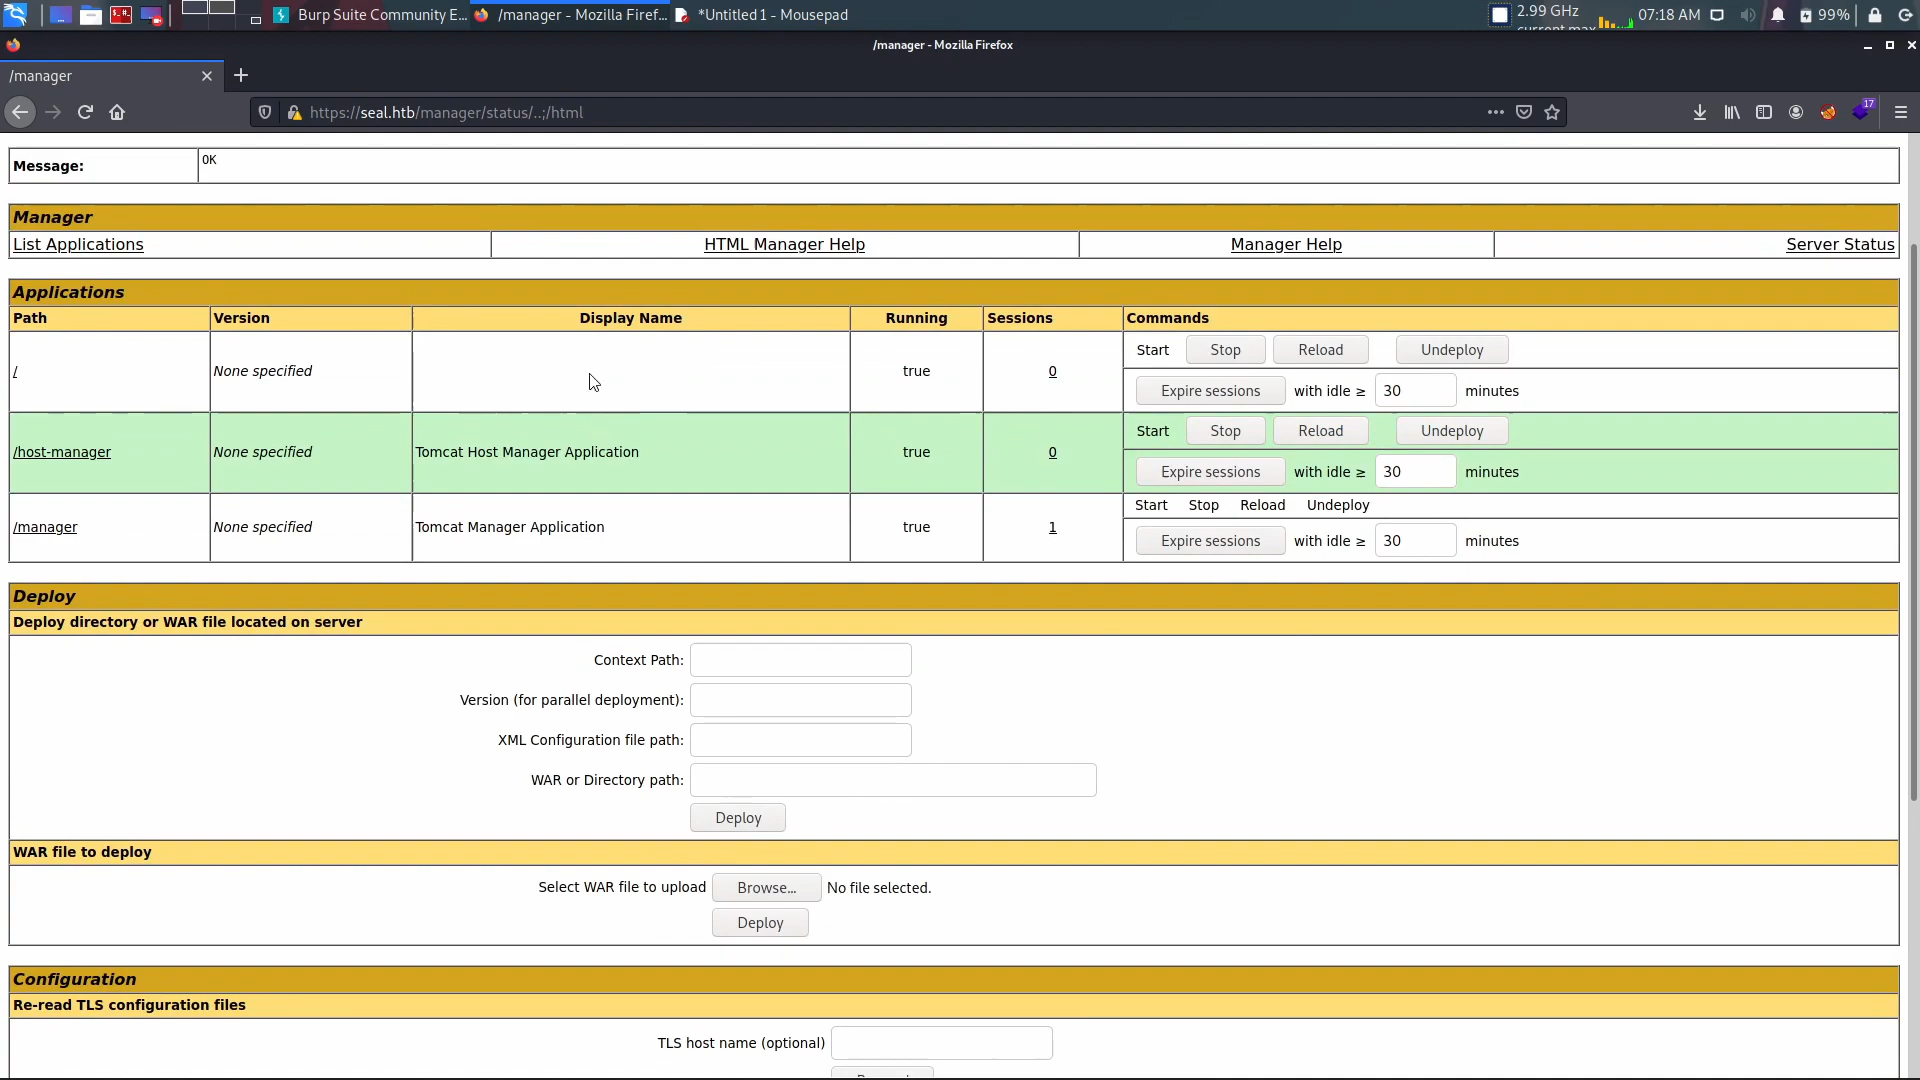 Burp Suite Community E...
/manager - Mozilla Firef...
*Untitled 1 - Mousepad
2.99 GHz
current max
07:18 AM
99%
/manager - Mozilla Firefox
/manager
17
https://seal.htb/manager/status/..;/html
Message:
OK
Manager
List Applications HTML Manager Help Manager Help Server Status
Applications
Path Version Display Name Running Sessions Commands
/ None specified true 0
Start Stop Reload Undeploy
Expire sessions with idle ≥ 30 minutes
/host-manager None specified Tomcat Host Manager Application true 0
Start Stop Reload Undeploy
Expire sessions with idle ≥ 30 minutes
/manager None specified Tomcat Manager Application true 1
Start Stop Reload Undeploy
Expire sessions with idle ≥ 30 minutes
Deploy
Deploy directory or WAR file located on server
Context Path:
Version (for parallel deployment):
XML Configuration file path:
WAR or Directory path:
Deploy
WAR file to deploy
Select WAR file to upload Browse... No file selected.
Deploy
Configuration
Re-read TLS configuration files
TLS host name (optional)